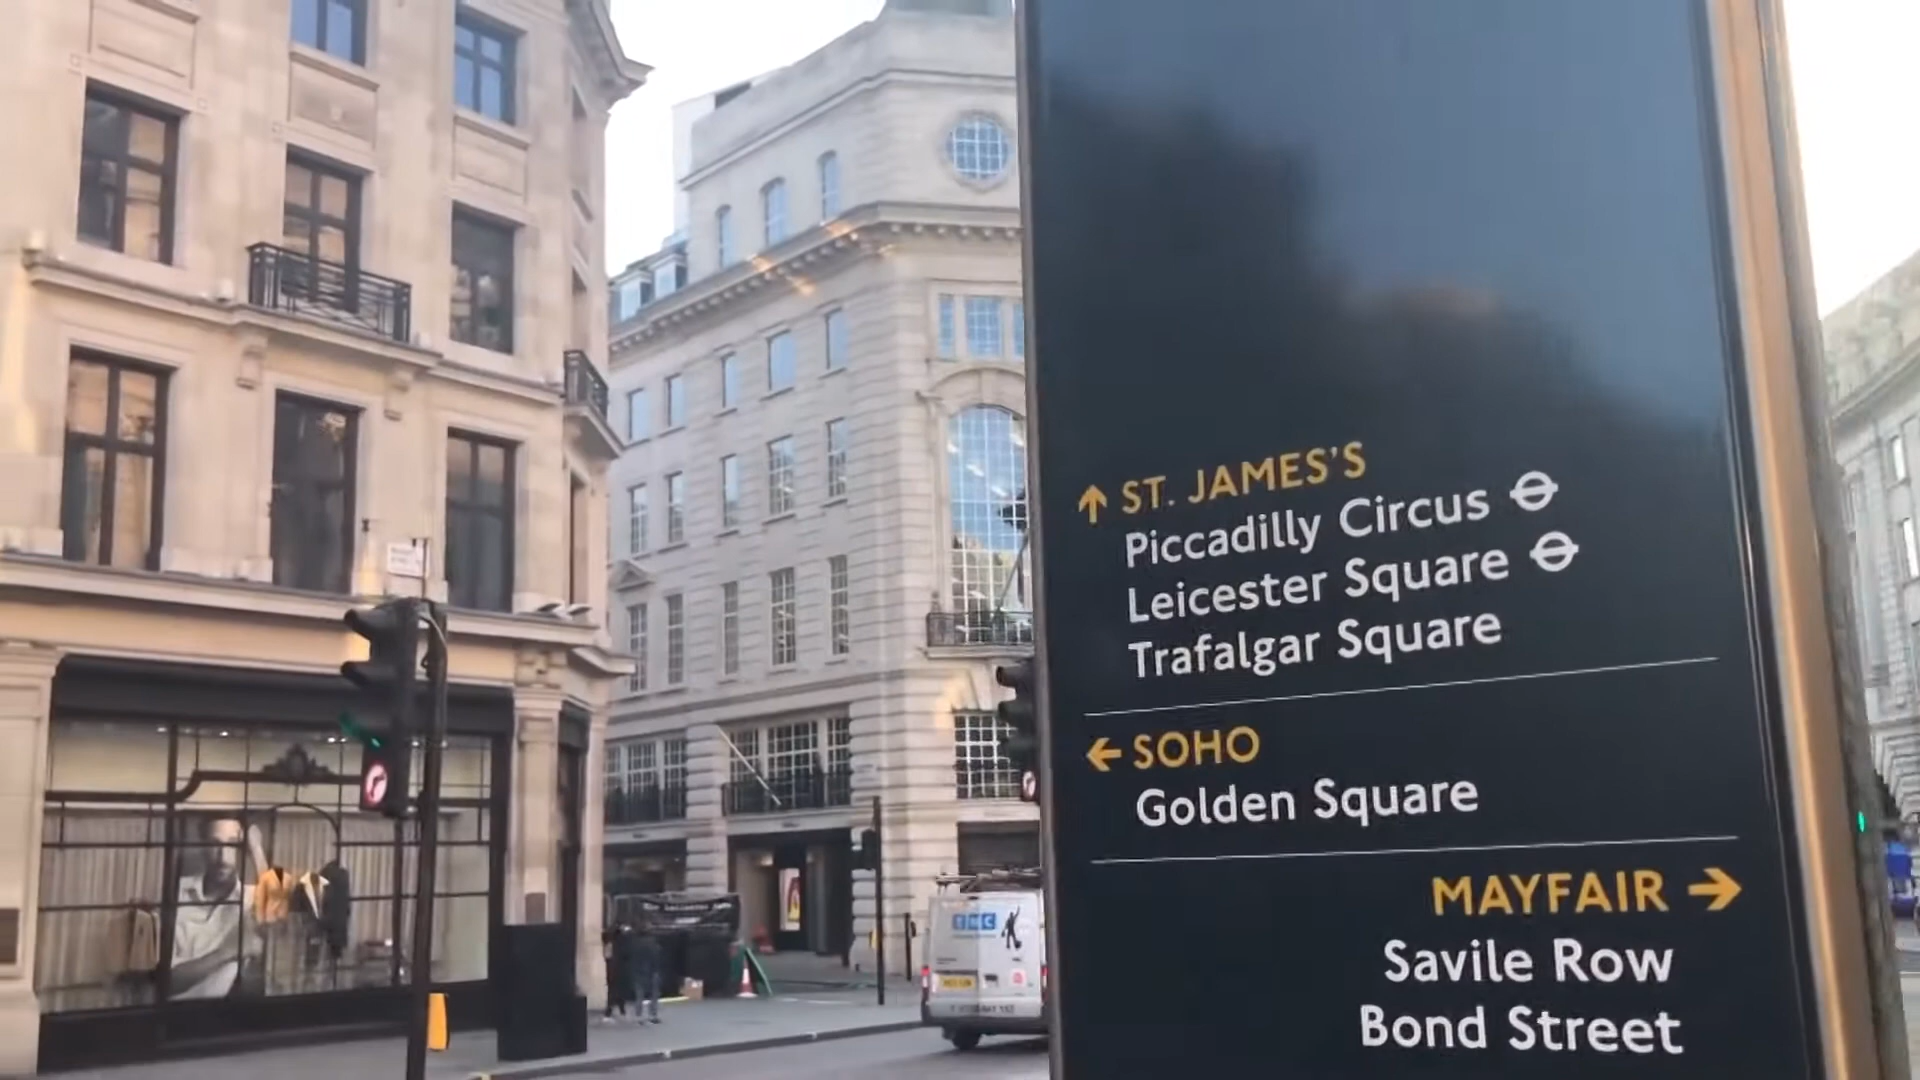 ST. JAMES'S
Piccadilly Circus
Leicester Square
Trafalgar Square
SOHO
Golden Square
MAYFAIR
Savile Row
Bond Street